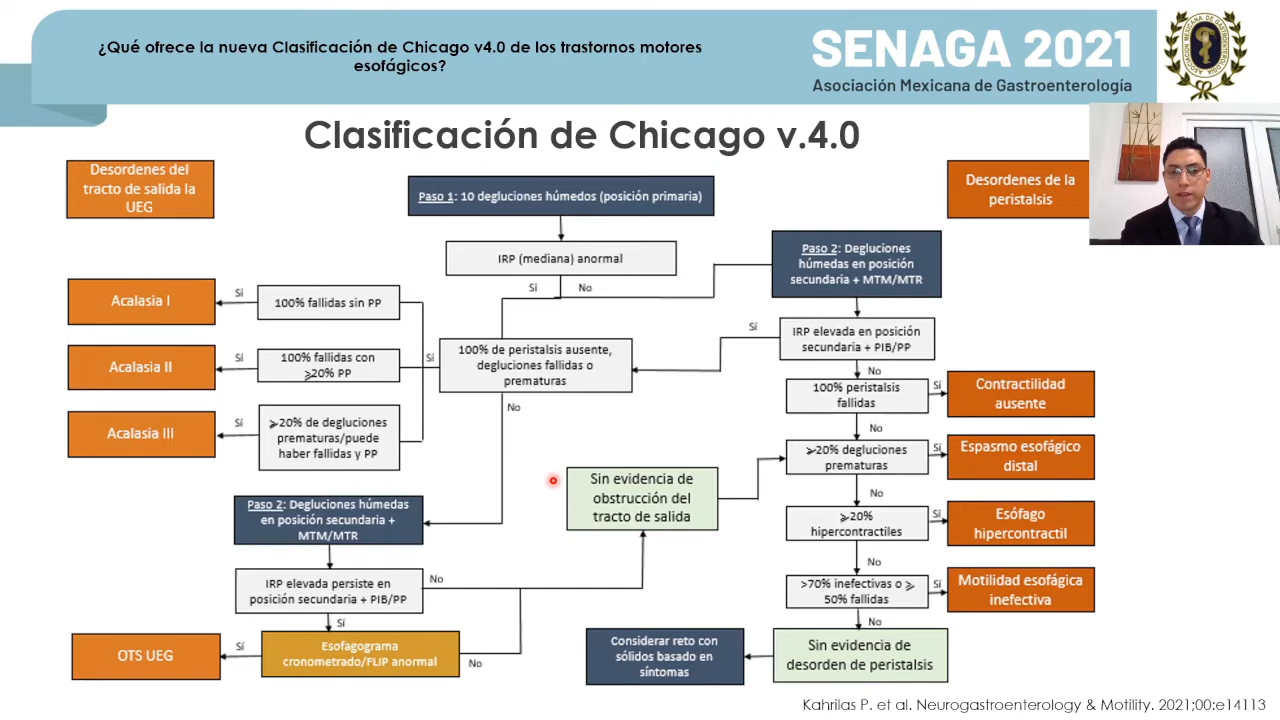 ¿Qué ofrece la nueva Clasificación de Chicago v4.0 de los trastornos motores
esofágicos?
SENAGA 2021
Asociación Mexicana de Gastroenterología
ASOCIACION MEXICANA DE GASTROENTEROLOGIA
Clasificación de Chicago v.4.0
Desordenes del
tracto de salida la
UEG
Paso 1: 10 degluciones húmedos (posición primaria)
Desordenes de la
peristalsis
IRP (mediana) anormal
Sí
No
Paso 2: Degluciones
húmedas en posición
secundaria + MTM/MTR
Acalasia I
Sí
100% fallidas sin PP
Acalasia II
Sí
100% fallidas con
⩾20% PP
Acalasia III
Sí
⩾20% de degluciones
prematuras/puede
haber fallidas y PP
Sí
100% de peristalsis ausente,
degluciones fallidas o
prematuras
No
Sí
IRP elevada en posición
secundaria + PIB/PP
No
100% peristalsis
fallidas
Sí
Contractilidad
ausente
No
⩾20% degluciones
prematuras
Sí
Espasmo esofágico
distal
No
⩾20%
hipercontractiles
Sí
Esófago
hipercontractil
No
>70% inefectivas o ⩾
50% fallidas
Sí
Motilidad esofágica
inefectiva
No
Sin evidencia de
desorden de peristalsis
Considerar reto con
sólidos basado en
síntomas
Sin evidencia de
obstrucción del
tracto de salida
Paso 2: Degluciones húmedas
en posición secundaria +
MTM/MTR
IRP elevada persiste en
posición secundaria + PIB/PP
No
Sí
Esofagograma
cronometrado/FLIP anormal
No
Sí
OTS UEG
Kahrilas P. et al. Neurogastroenterology & Motility. 2021;00:e14113